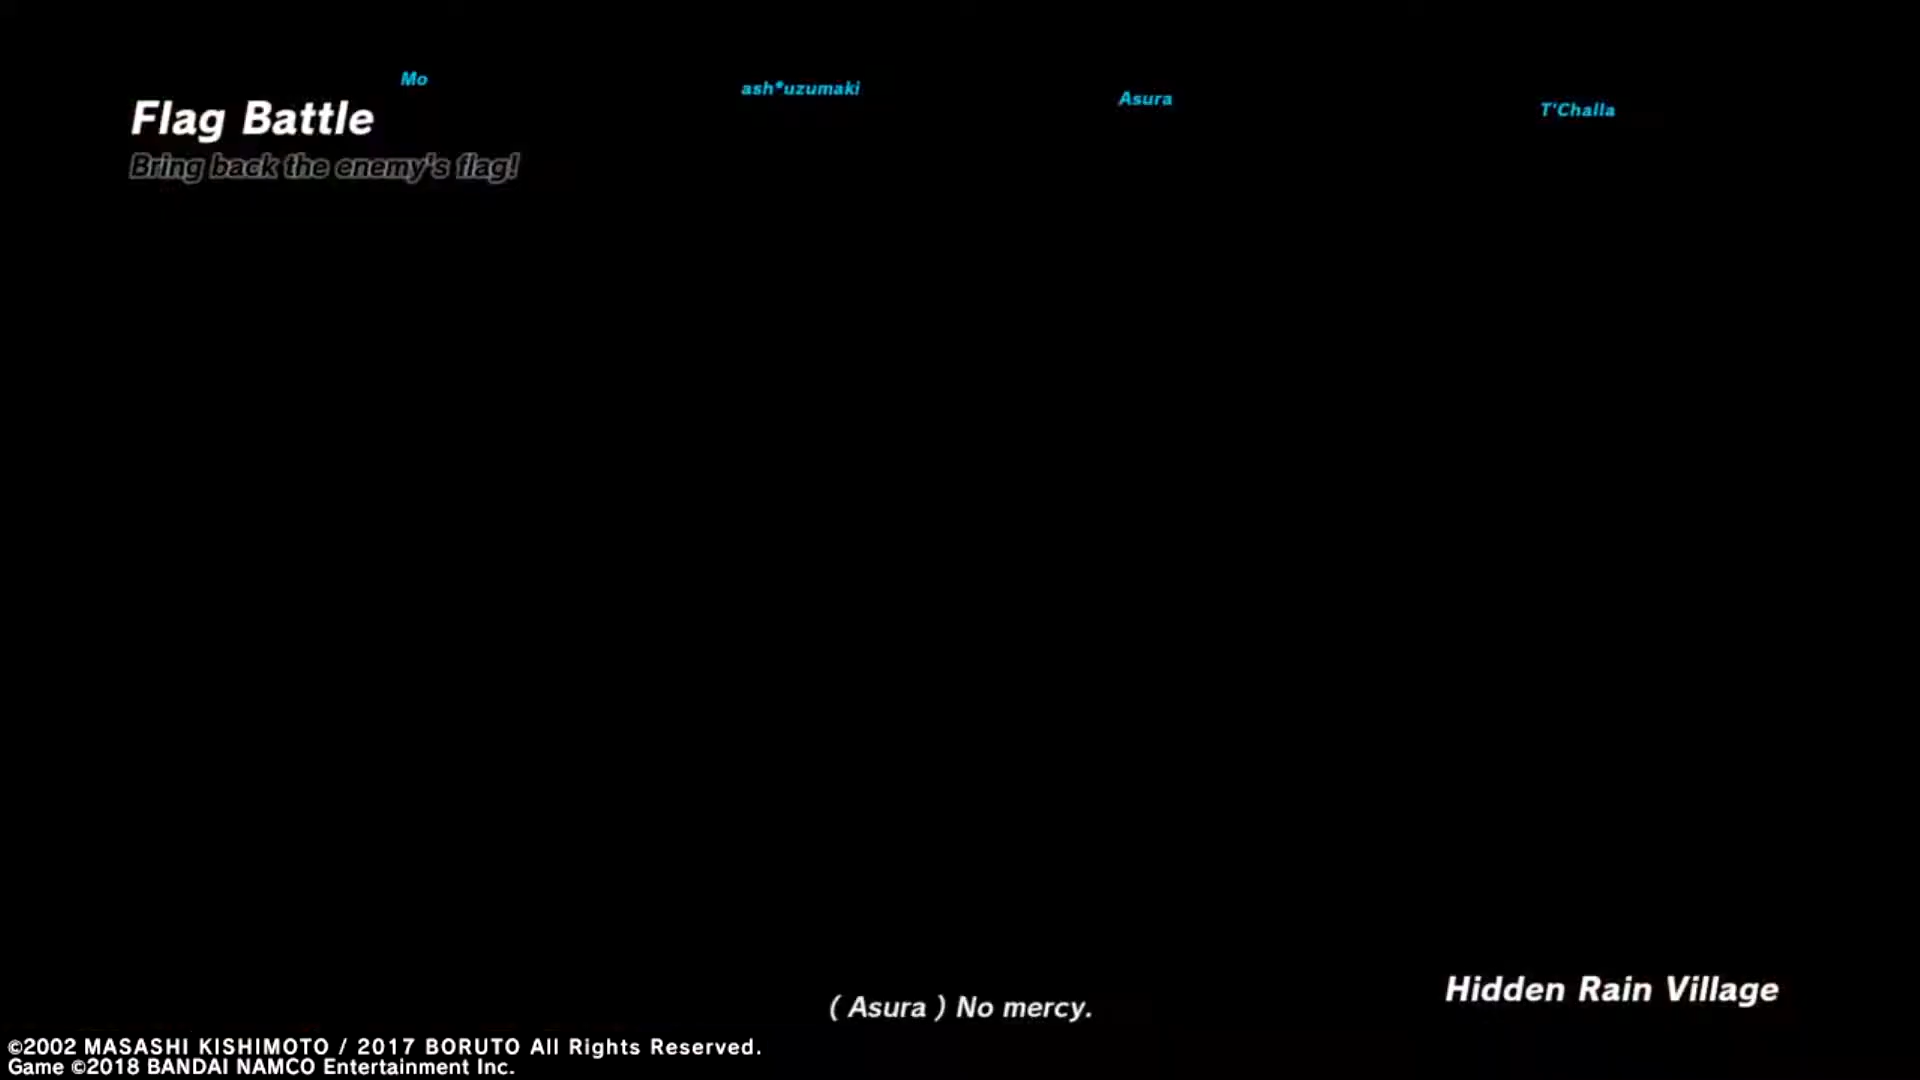 Mo
ash*uzumaki
Asura
T'Challa
Flag Battle
Bring back the enemy's flag!
Hidden Rain Village
( Asura ) No mercy.
©2002 MASASHI KISHIMOTO / 2017 BORUTO All Rights Reserved.
Game ©2018 BANDAI NAMCO Entertainment Inc.